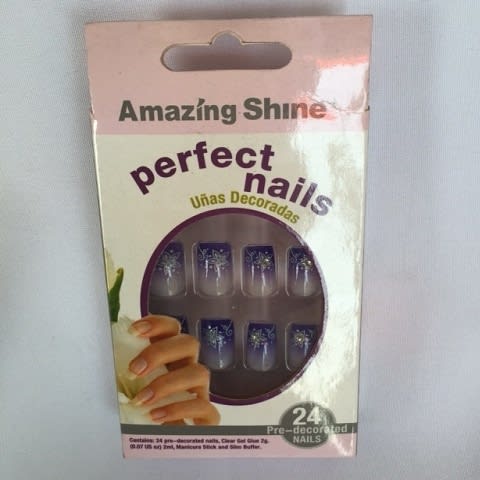 Amazing Shine
perfect
nails
Uñas Decoradas
24
Pre-decorated
NAILS
Contains: 24 pre-decorated nails, Clear Gel Glue 2g.
(0.07 US oz) 2ml, Manicure Stick and Slim Buffer.